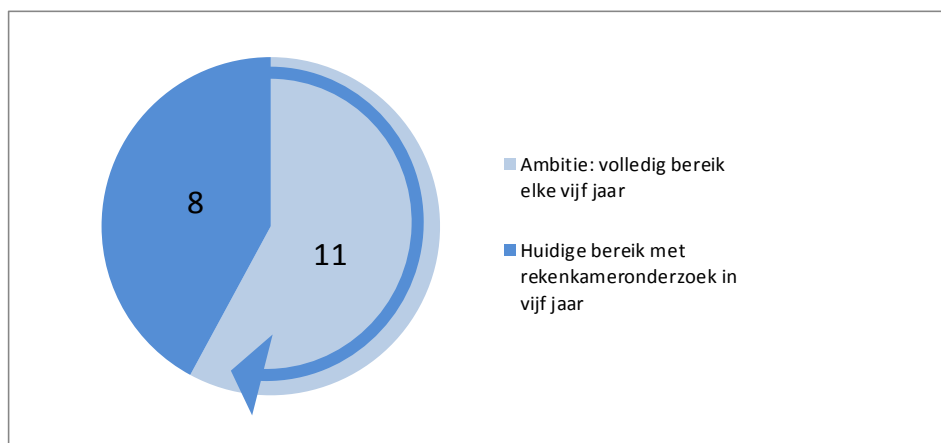 8
11
Ambitie: volledig bereik
elke vijf jaar
Huidige bereik met
rekenkameronderzoek in
vijf jaar